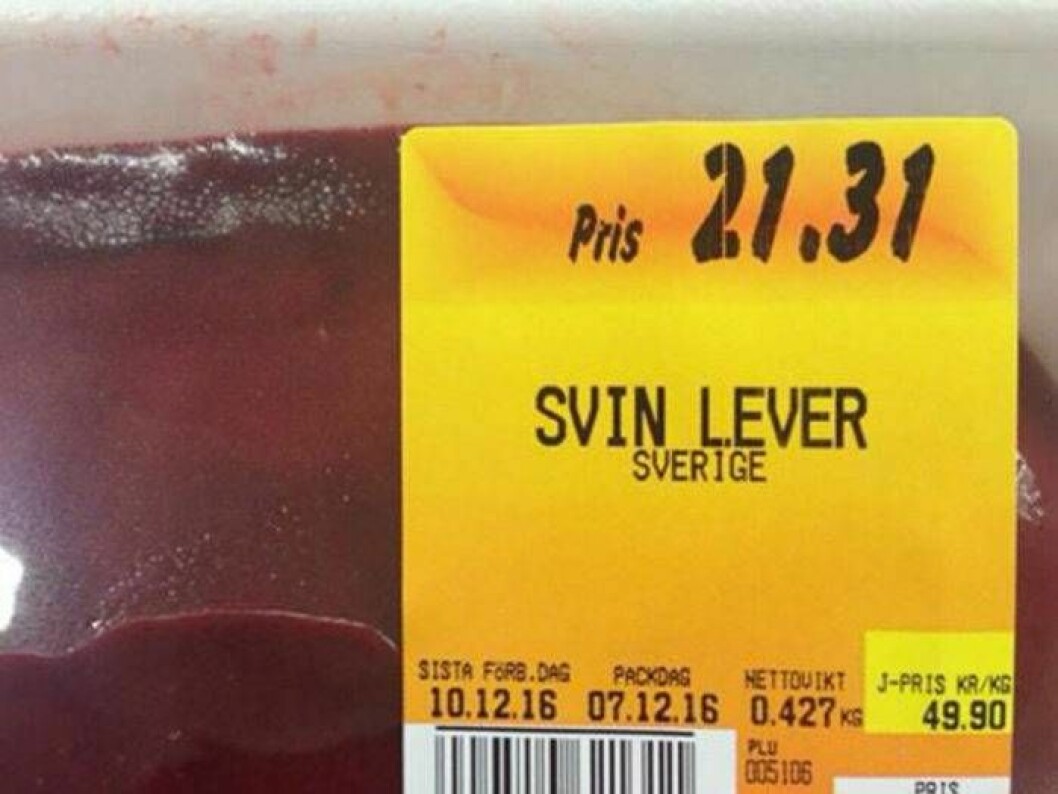 Pris 21.31
SVIN LEVER
SVERIGE
SISTA FÖRB.DAG PACKDAG NETTOVIKT J-PRIS KR/KG
10.12.16 07.12.16 0.427 KG 49.90
PLU
005106
PRIS